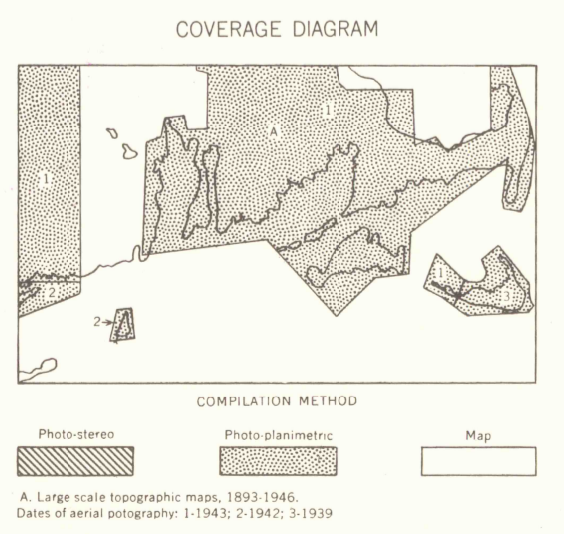 COVERAGE DIAGRAM
1
A
1
2
2
1
3
COMPILATION METHOD
Photo-stereo Photo-planimetric Map
A. Large scale topographic maps, 1893-1946.
Dates of aerial potography: 1-1943; 2-1942; 3-1939